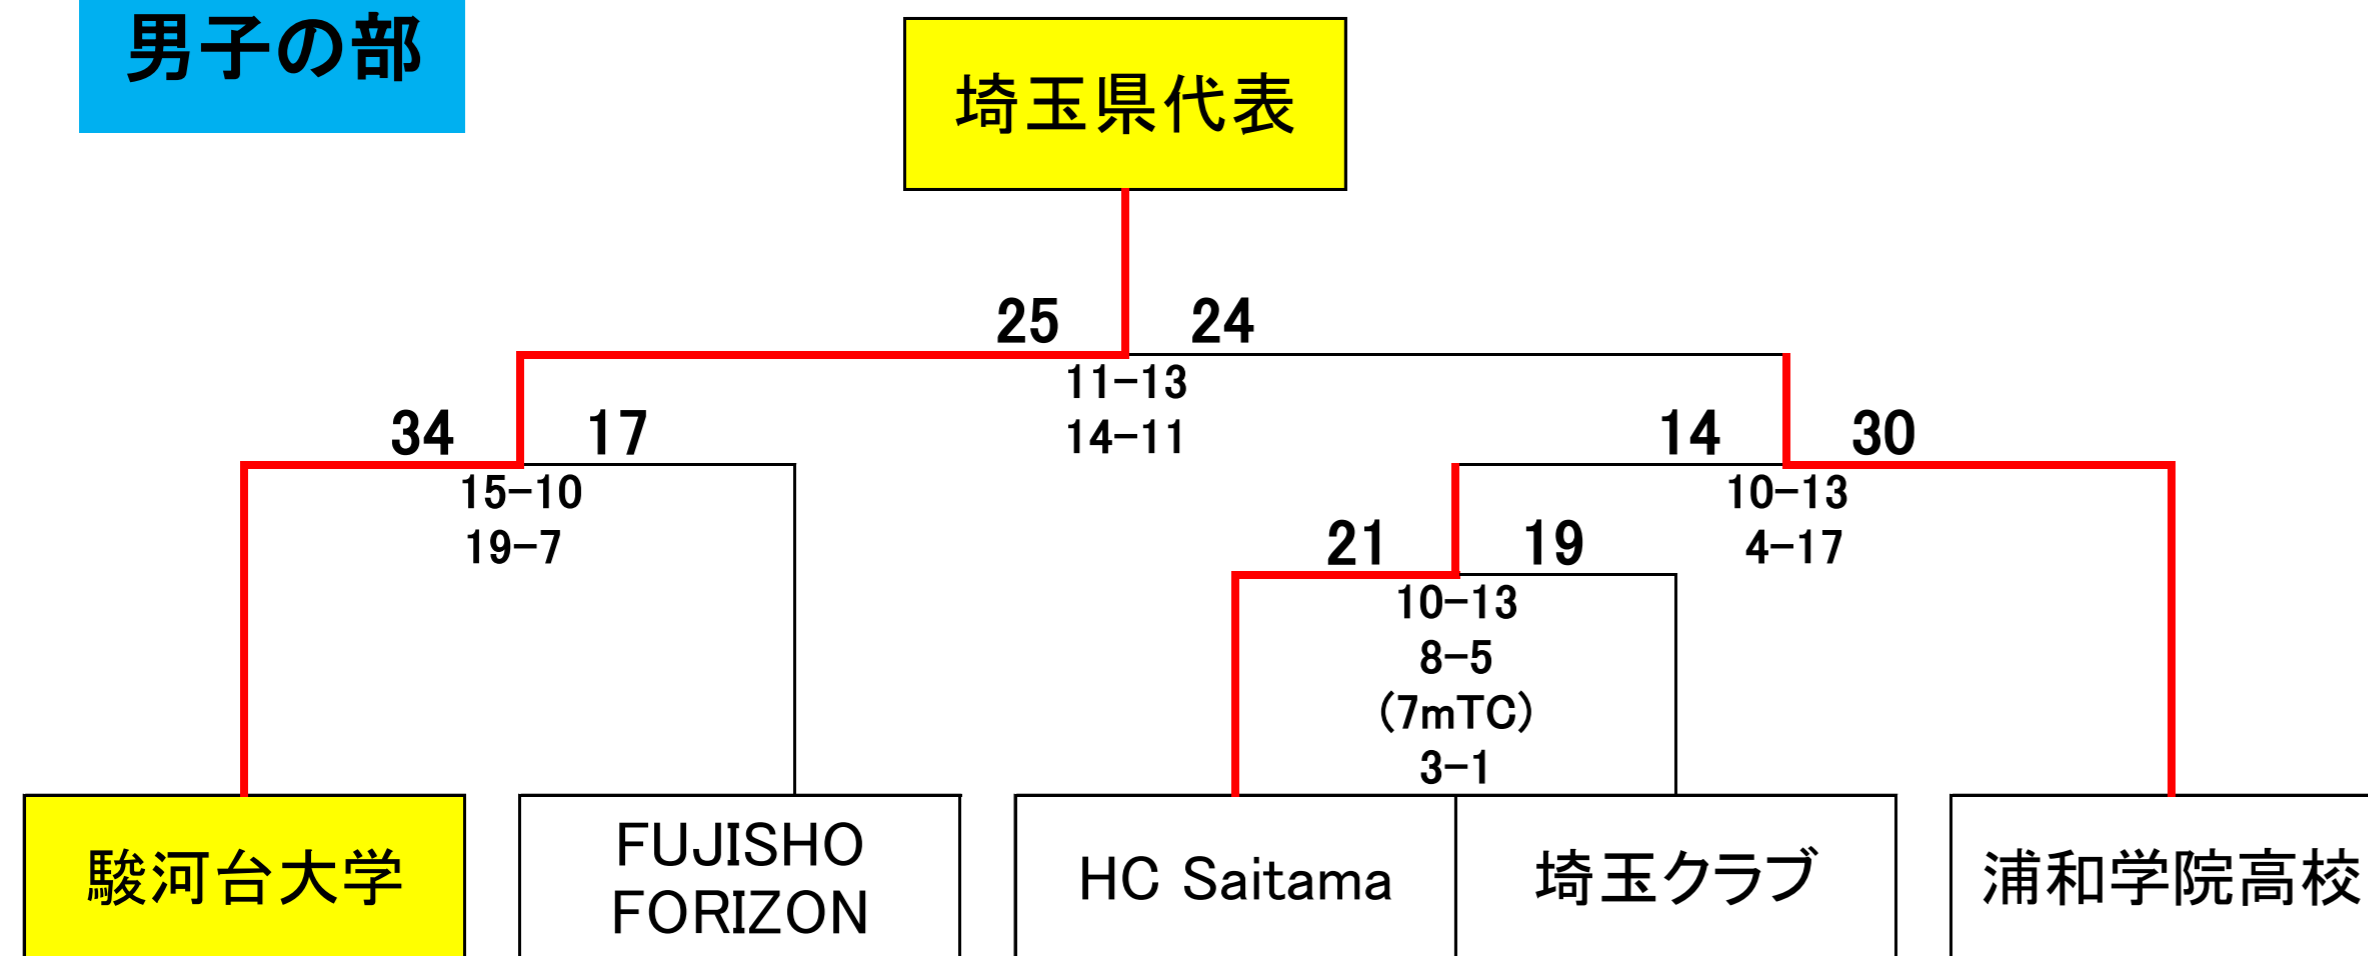 男子の部
埼玉県代表
25 24
11-13
14-11
34 17
14 30
15-10
19-7
10-13
4-17
21 19
10-13
8-5
(7mTC)
3-1
駿河台大学
FUJISHO
FORIZON
HC Saitama
埼玉クラブ
浦和学院高校